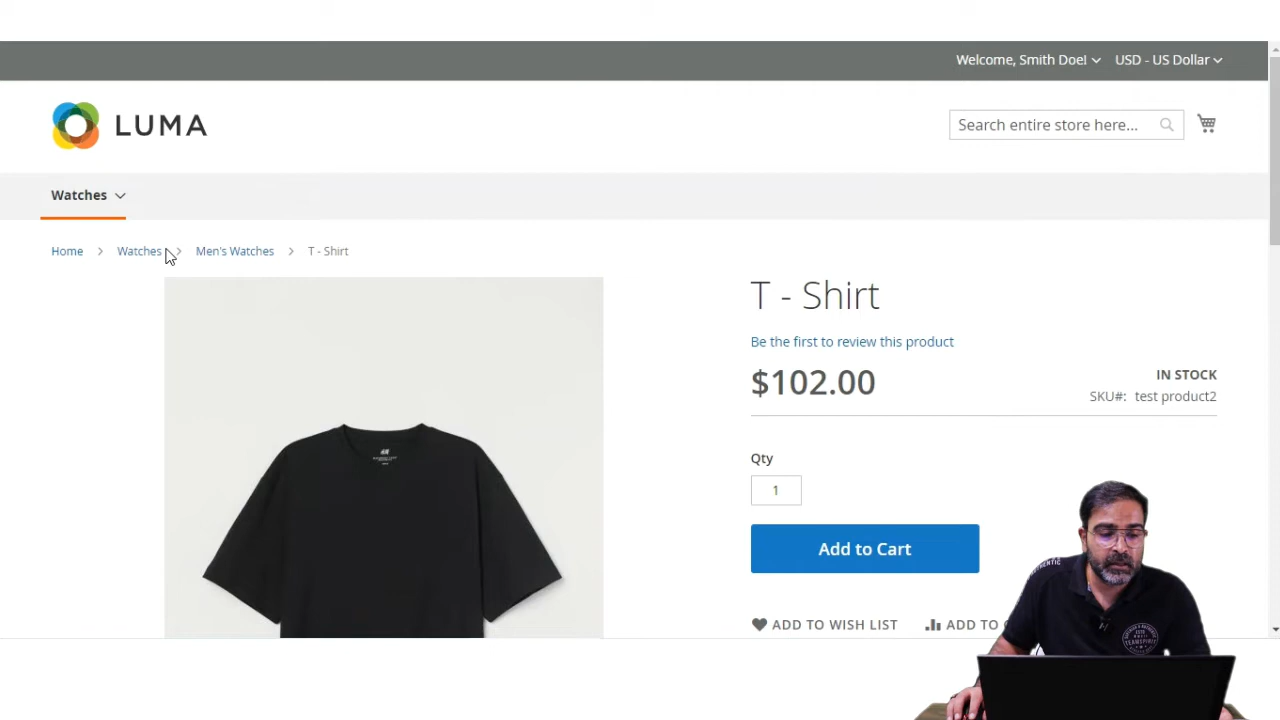 Welcome, Smith Doe!
USD - US Dollar
LUMA
Search entire store here...
Watches
Home > Watches > Men's Watches > T - Shirt
T - Shirt
Be the first to review this product
$102.00
IN STOCK
SKU#: test product2
Qty
1
Add to Cart
ADD TO WISH LIST
ADD TO
TEAMSPIRIT